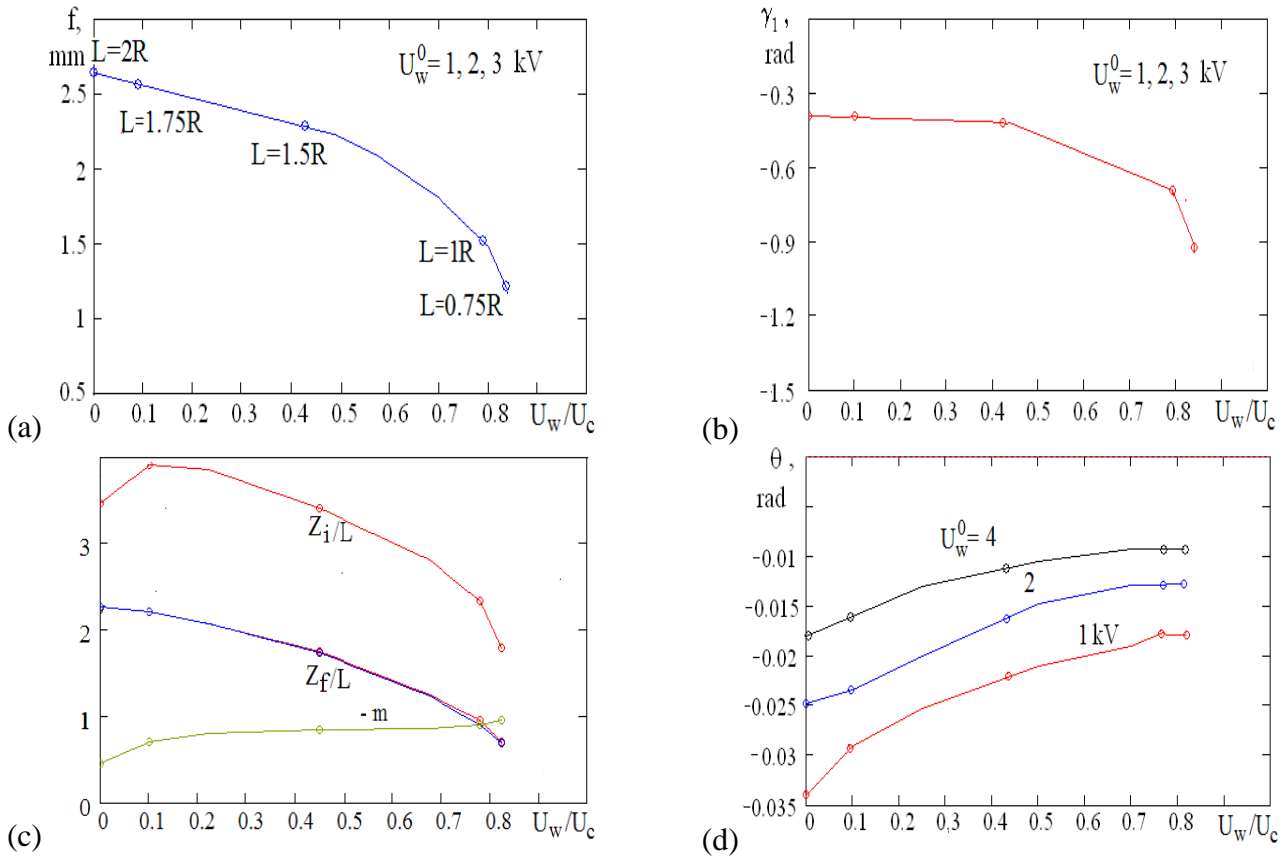 f,
mm
L=2R
U_w^0 = 1, 2, 3 kV
2.5
L=1.75R
L=1.5R
2
1.5
L=1R
L=0.75R
1
0.5
0 0.1 0.2 0.3 0.4 0.5 0.6 0.7 0.8 U_w/U_c
(a)
γ_1,
rad
U_w^0 = 1, 2, 3 kV
-0.3
-0.6
-0.9
-1.2
-1.5
0 0.1 0.2 0.3 0.4 0.5 0.6 0.7 0.8 U_w/U_c
(b)
Z_i/L
3
2
Z_f/L
- m
1
0
0 0.1 0.2 0.3 0.4 0.5 0.6 0.7 0.8 U_w/U_c
(c)
θ,
rad
U_w^0 = 4
-0.01
2
-0.015
1 kV
-0.02
-0.025
-0.03
-0.035
0 0.1 0.2 0.3 0.4 0.5 0.6 0.7 0.8 U_w/U_c
(d)